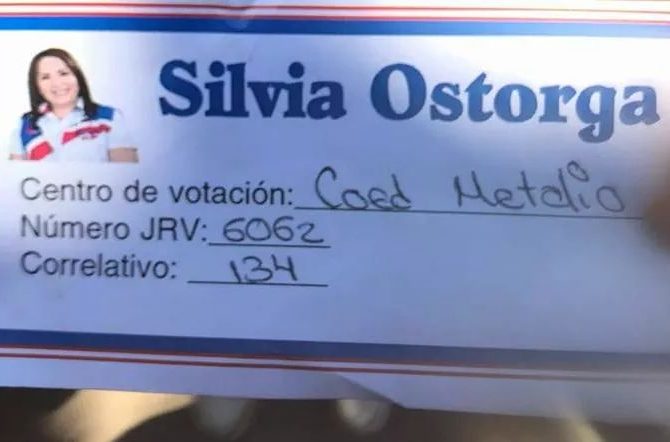 Silvia Ostorga
Centro de votación: Coed Metalio
Número JRV: 6062
Correlativo: 134